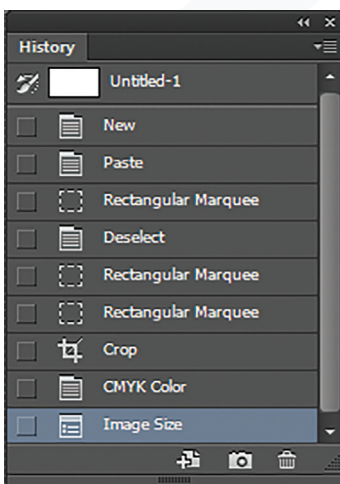 History
Untitled-1
New
Paste
Rectangular Marquee
Deselect
Rectangular Marquee
Rectangular Marquee
Crop
CMYK Color
Image Size